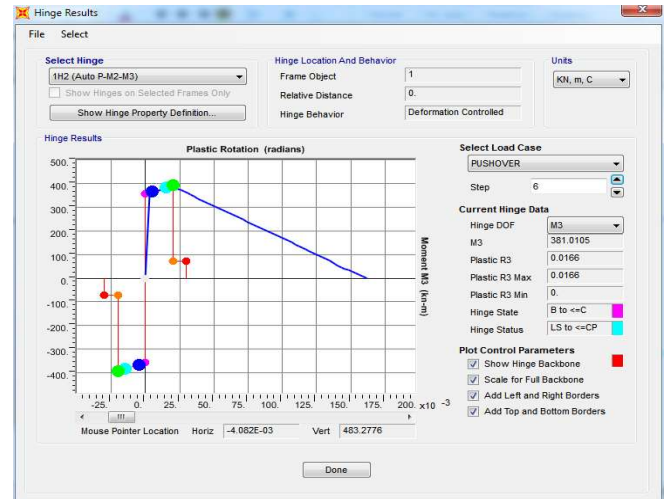 Hinge Results
File Select
Select Hinge
1H2 (Auto P-M2-M3)
Show Hinges on Selected Frames Only
Show Hinge Property Definition...
Hinge Location And Behavior
Frame Object 1
Relative Distance 0.
Hinge Behavior Deformation Controlled
Units
KN, m, C
Hinge Results
Plastic Rotation (radians)
500.
400.
300.
200.
100.
0.
-100.
-200.
-300.
-400.
Moment M3 (kn-m)
-25. 0. 25. 50. 75. 100. 125. 150. 175. 200. x10 -3
Mouse Pointer Location Horiz -4.082E-03 Vert 483.2776
Select Load Case
PUSHOVER
Step 6
Current Hinge Data
Hinge DOF M3
M3 381.0105
Plastic R3 0.0166
Plastic R3 Max 0.0166
Plastic R3 Min 0.
Hinge State B to <=C
Hinge Status LS to <=CP
Plot Control Parameters
Show Hinge Backbone
Scale for Full Backbone
Add Left and Right Borders
Add Top and Bottom Borders
Done